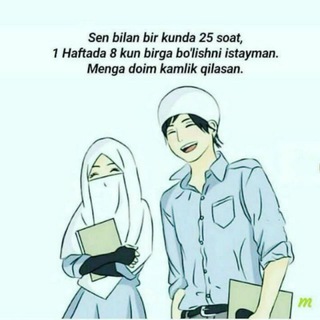 Sen bilan bir kunda 25 soat,
1 Haftada 8 kun birga bo'lishni istayman.
Menga doim kamlik qilasan.
m